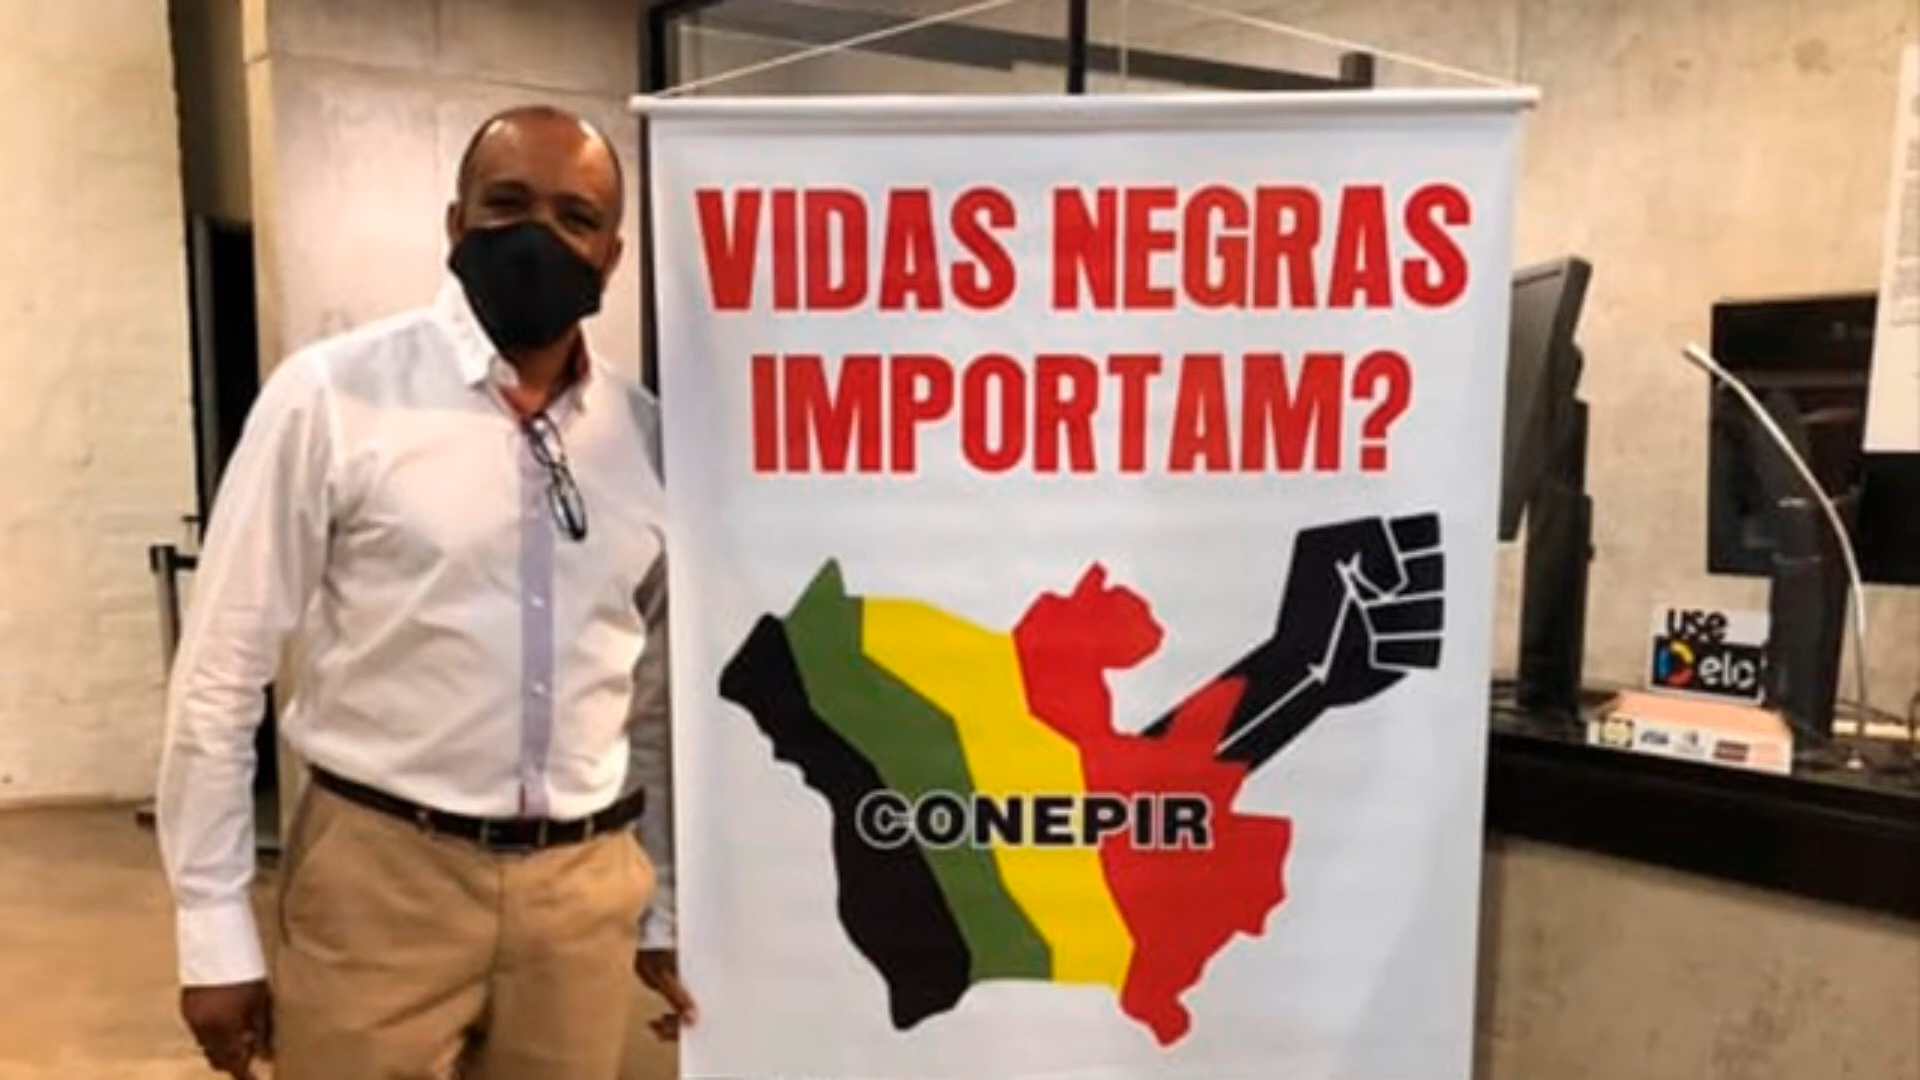 VIDAS NEGRAS
IMPORTAM?
CONEPIR
use
elo